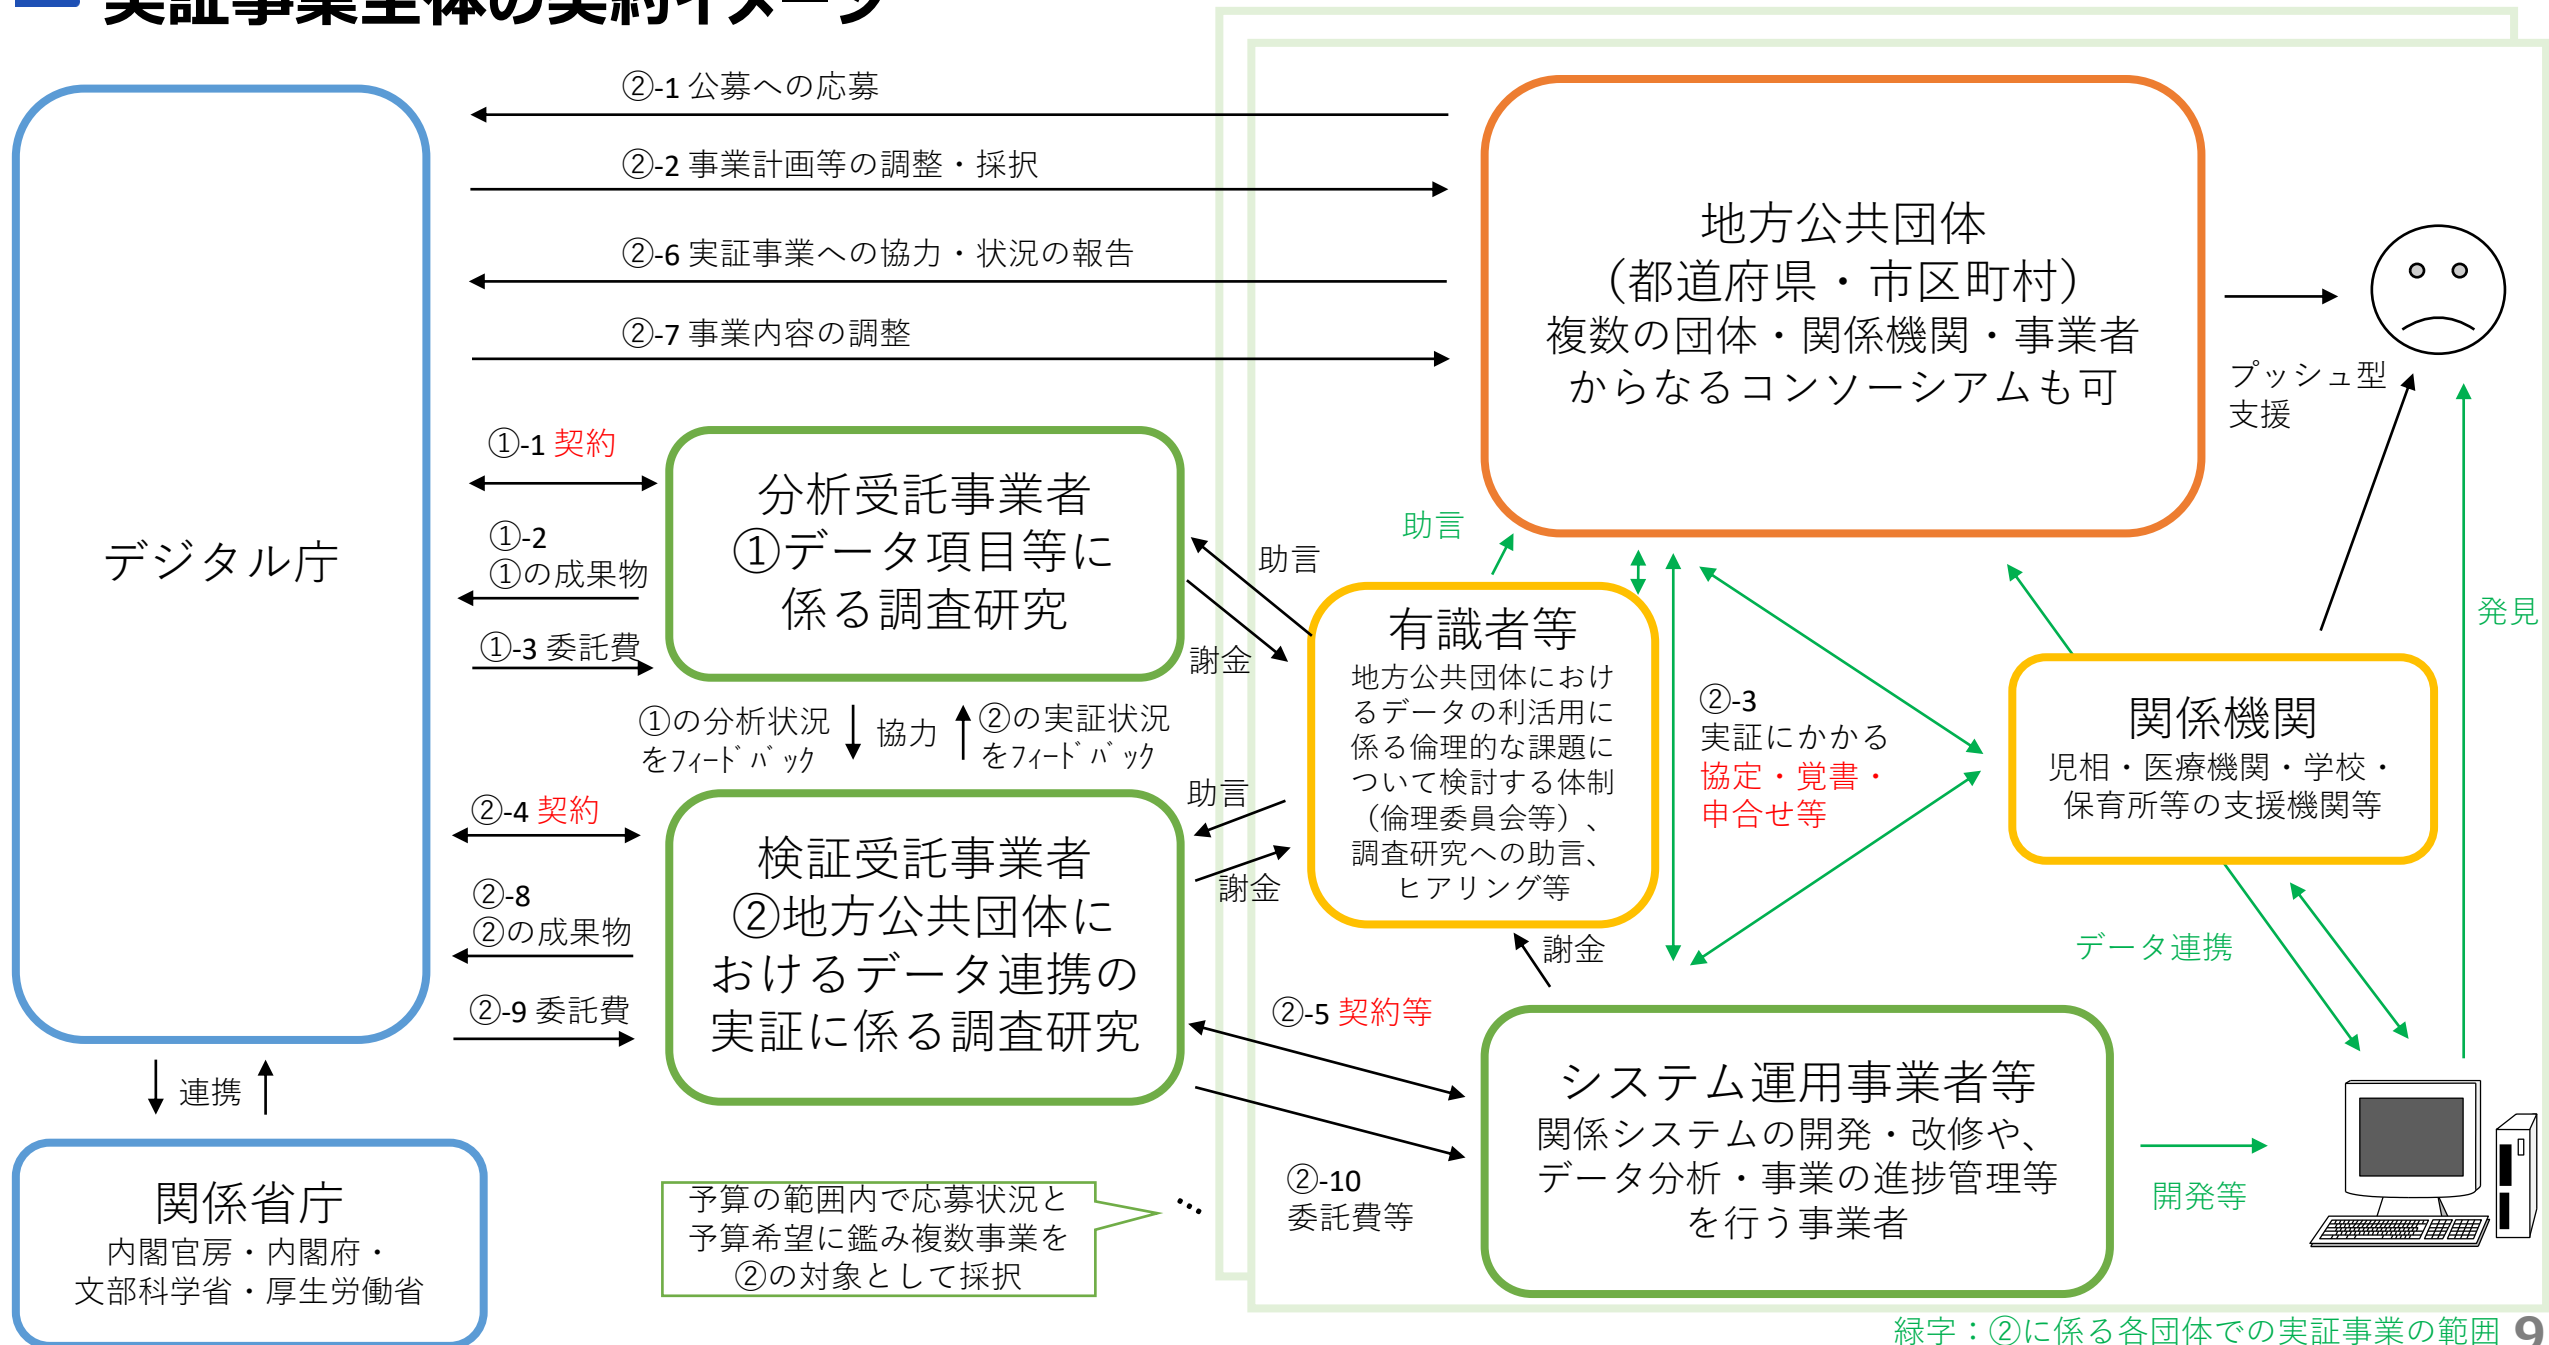 実証事業主体の契約イメージ
②-1 公募への応募
②-2 事業計画等の調整・採択
②-6 実証事業への協力・状況の報告
②-7 事業内容の調整
デジタル庁
連携
関係省庁
内閣官房・内閣府・
文部科学省・厚生労働省
①-1 契約
①-2
①の成果物
①-3 委託費
分析受託事業者
①データ項目等に
係る調査研究
①の分析状況
をﾌｨｰﾄﾞﾊﾞｯｸ
協力
②の実証状況
をﾌｨｰﾄﾞﾊﾞｯｸ
②-4 契約
②-8
②の成果物
②-9 委託費
検証受託事業者
②地方公共団体に
おけるデータ連携の
実証に係る調査研究
予算の範囲内で応募状況と
予算希望に鑑み複数事業を
②の対象として採択
…
助言
謝金
助言
謝金
地方公共団体
（都道府県・市区町村）
複数の団体・関係機関・事業者
からなるコンソーシアムも可
プッシュ型
支援
助言
有識者等
地方公共団体におけ
るデータの利活用に
係る倫理的な課題に
ついて検討する体制
（倫理委員会等）、
調査研究への助言、
ヒアリング等
謝金
②-3
実証にかかる
協定・覚書・
申合せ等
関係機関
児相・医療機関・学校・
保育所等の支援機関等
発見
データ連携
②-5 契約等
②-10
委託費等
システム運用事業者等
関係システムの開発・改修や、
データ分析・事業の進捗管理等
を行う事業者
開発等
緑字：②に係る各団体での実証事業の範囲
9